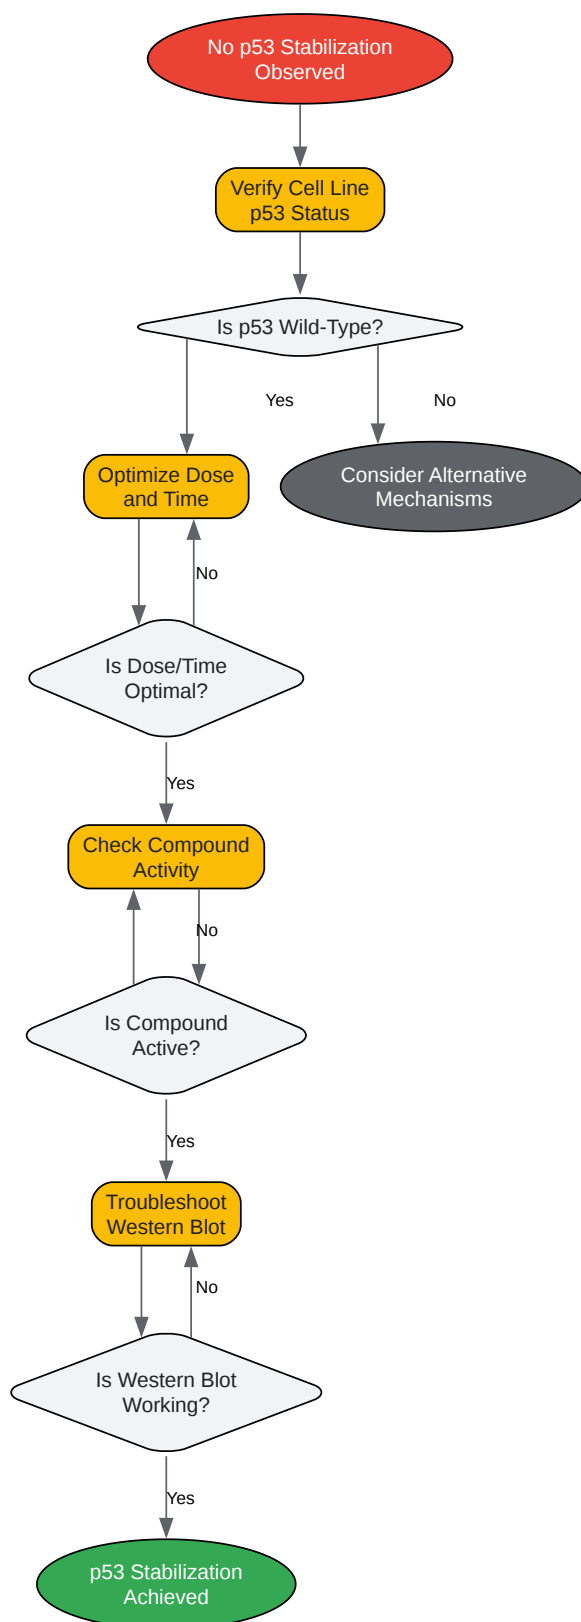 No p53 Stabilization
Observed
Verify Cell Line
p53 Status
Is p53 Wild-Type?
Yes
No
Optimize Dose
and Time
Consider Alternative
Mechanisms
No
Is Dose/Time
Optimal?
Yes
Check Compound
Activity
No
Is Compound
Active?
Yes
Troubleshoot
Western Blot
No
Is Western Blot
Working?
Yes
p53 Stabilization
Achieved